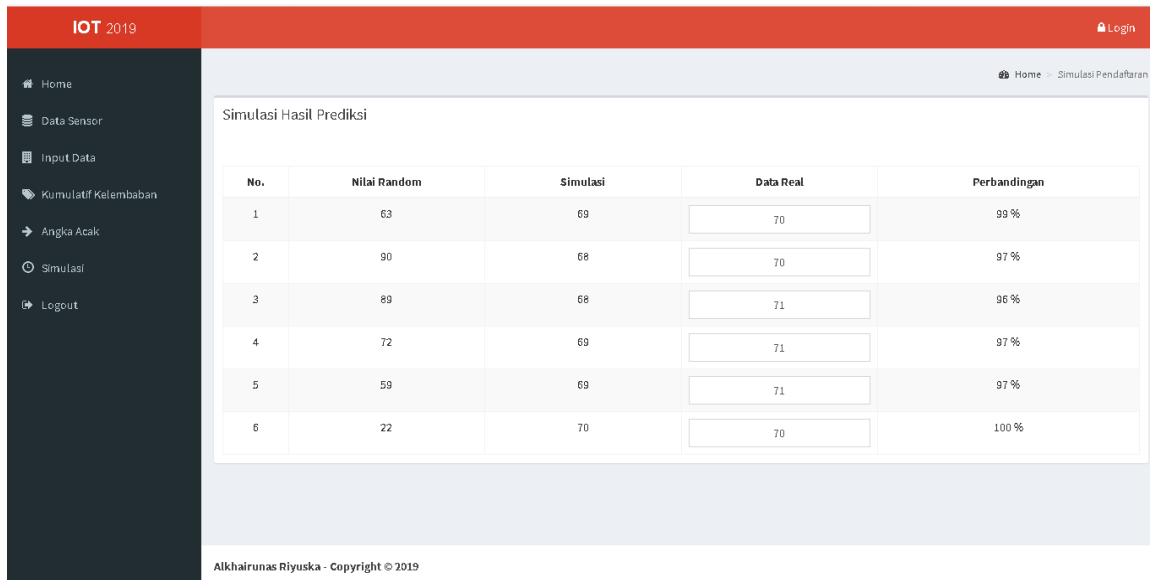 IOT 2019
Login
Home > Simulasi Pendaftaran
Home
Data Sensor
Input Data
Kumulatif Kelembaban
Angka Acak
Simulasi
Logout
Simulasi Hasil Prediksi
No. Nilai Random Simulasi Data Real Perbandingan
1 63 69 70 99 %
2 90 68 70 97 %
3 89 68 71 96 %
4 72 69 71 97 %
5 59 69 71 97 %
6 22 70 70 100 %
Alkhairunas Riyuska - Copyright © 2019